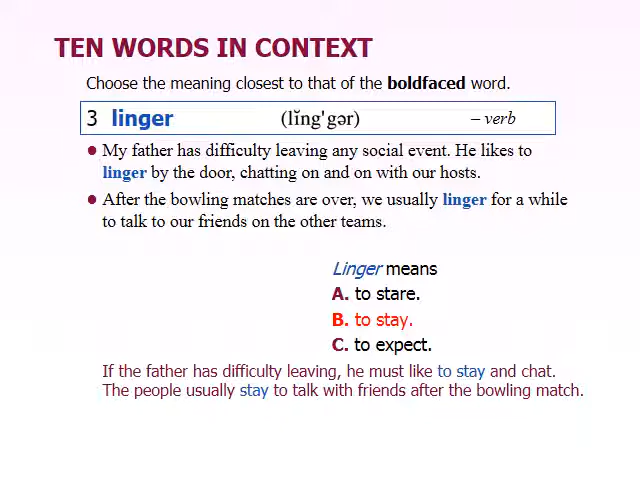 TEN WORDS IN CONTEXT
Choose the meaning closest to that of the boldfaced word.
3 linger (lĭng'gər) – verb
• My father has difficulty leaving any social event. He likes to
linger by the door, chatting on and on with our hosts.
• After the bowling matches are over, we usually linger for a while
to talk to our friends on the other teams.
Linger means
A. to stare.
B. to stay.
C. to expect.
If the father has difficulty leaving, he must like to stay and chat.
The people usually stay to talk with friends after the bowling match.